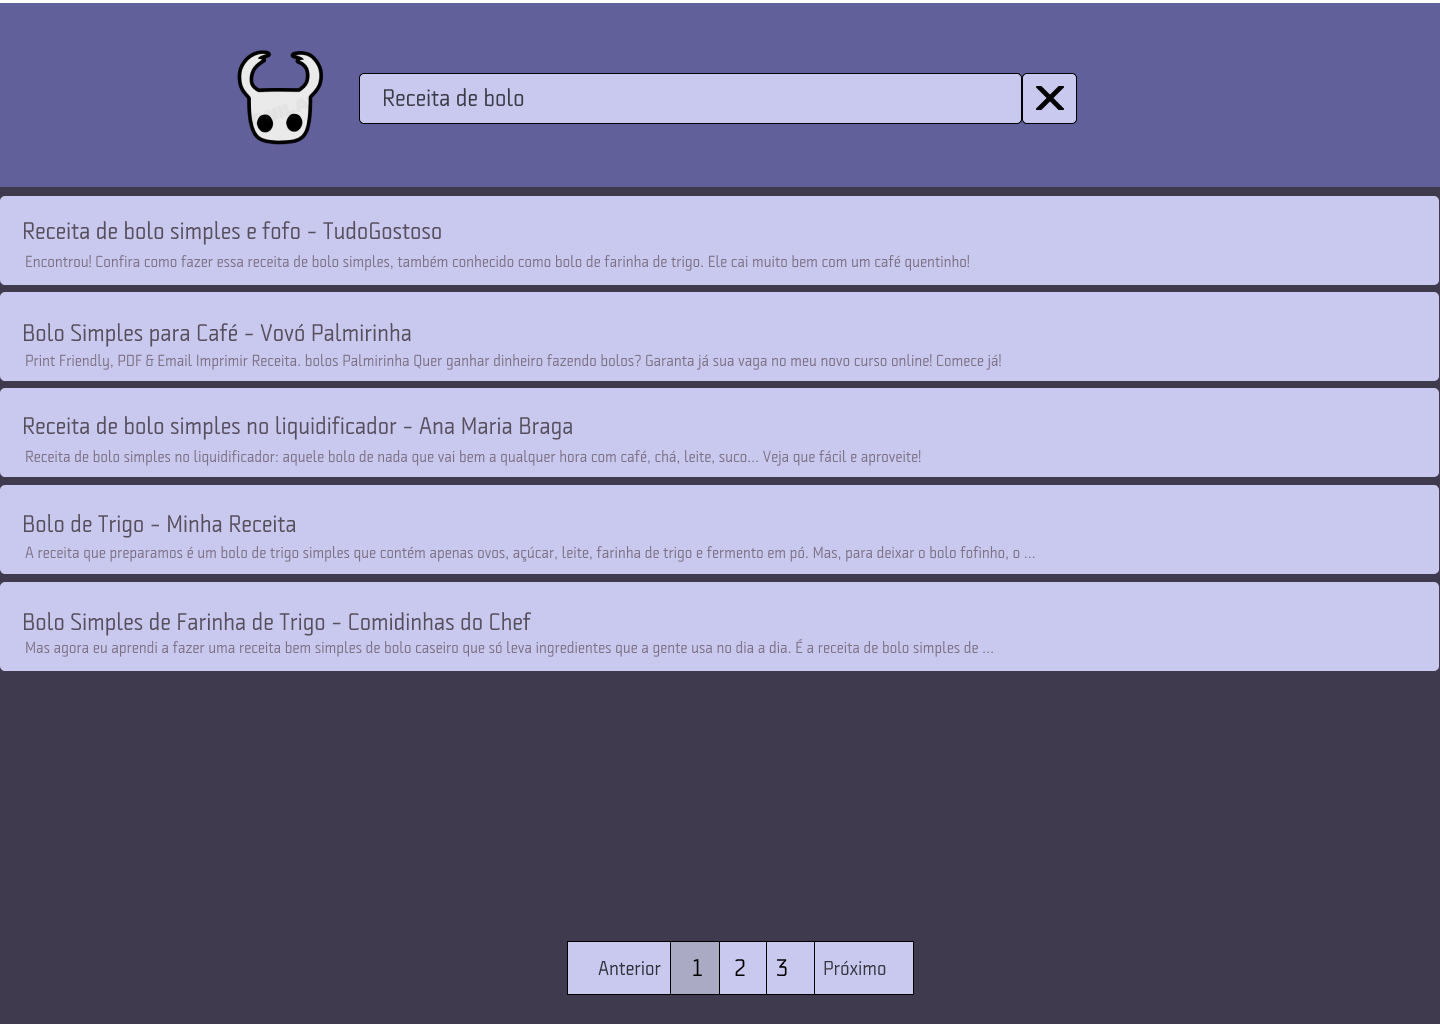 Receita de bolo
Receita de bolo simples e fofo - TudoGostoso
Encontrou! Confira como fazer essa receita de bolo simples, também conhecido como bolo de farinha de trigo. Ele cai muito bem com um café quentinho!
Bolo Simples para Café - Vovó Palmirinha
Print Friendly, PDF & Email Imprimir Receita. bolos Palmirinha Quer ganhar dinheiro fazendo bolos? Garanta já sua vaga no meu novo curso online! Comece já!
Receita de bolo simples no liquidificador - Ana Maria Braga
Receita de bolo simples no liquidificador: aquele bolo de nada que vai bem a qualquer hora com café, chá, leite, suco... Veja que fácil e aproveite!
Bolo de Trigo - Minha Receita
A receita que preparamos é um bolo de trigo simples que contém apenas ovos, açúcar, leite, farinha de trigo e fermento em pó. Mas, para deixar o bolo fofinho, o ...
Bolo Simples de Farinha de Trigo - Comidinhas do Chef
Mas agora eu aprendi a fazer uma receita bem simples de bolo caseiro que só leva ingredientes que a gente usa no dia a dia. É a receita de bolo simples de ...
Anterior 1 2 3 Próximo